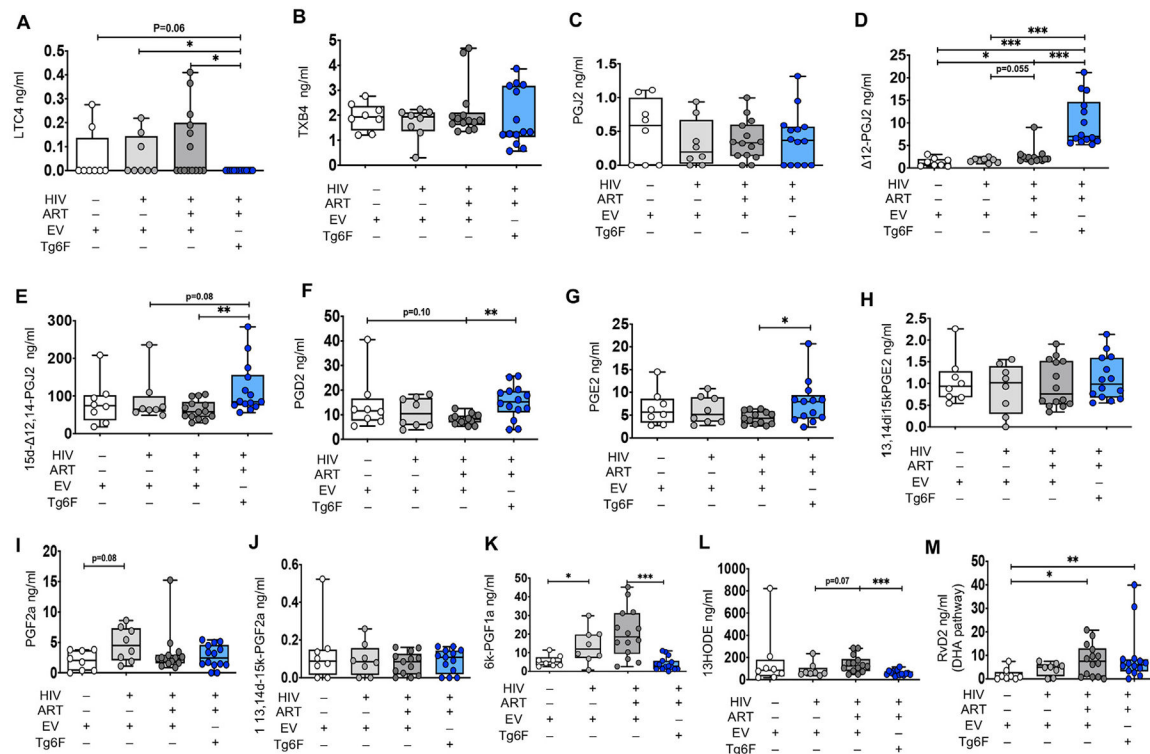 A
LTC4 ng/ml
P=0.06
*
*
0.5
0.4
0.3
0.2
0.1
0.0
HIV – + + +
ART – – + +
EV + + + –
Tg6F – – – +
B
TXB4 ng/ml
5
4
3
2
1
0
HIV – + + +
ART – – + +
EV + + + –
Tg6F – – – +
C
PGJ2 ng/ml
1.5
1.0
0.5
0.0
HIV – + + +
ART – – + +
EV + + + –
Tg6F – – – +
D
Δ12-PGJ2 ng/ml
***
***
* ***
p=0.055
25
20
15
10
5
0
HIV – + + +
ART – – + +
EV + + + –
Tg6F – – – +
E
15d-Δ12,14-PGJ2 ng/ml
p=0.08
**
300
200
100
0
HIV – + + +
ART – – + +
EV + + + –
Tg6F – – – +
F
PGD2 ng/ml
p=0.10 **
50
40
30
20
10
0
HIV – + + +
ART – – + +
EV + + + –
Tg6F – – – +
G
PGE2 ng/ml
*
25
20
15
10
5
0
HIV – + + +
ART – – + +
EV + + + –
Tg6F – – – +
H
13,14di15kPGE2 ng/ml
2.5
2.0
1.5
1.0
0.5
0.0
HIV – + + +
ART – – + +
EV + + + –
Tg6F – – – +
I
PGF2a ng/ml
p=0.08
20
15
10
5
0
HIV – + + +
ART – – + +
EV + + + –
Tg6F – – – +
J
1 13,14d-15k-PGF2a ng/ml
0.6
0.4
0.2
0.0
HIV – + + +
ART – – + +
EV + + + –
Tg6F – – – +
K
6k-PGF1a ng/ml
* ***
60
50
40
30
20
10
0
HIV – + + +
ART – – + +
EV + + + –
Tg6F – – – +
L
13HODE ng/ml
p=0.07 ***
1000
800
600
400
200
0
HIV – + + +
ART – – + +
EV + + + –
Tg6F – – – +
M
RvD2 ng/ml
(DHA pathway)
**
*
50
40
30
20
10
0
HIV – + + +
ART – – + +
EV + + + –
Tg6F – – – +